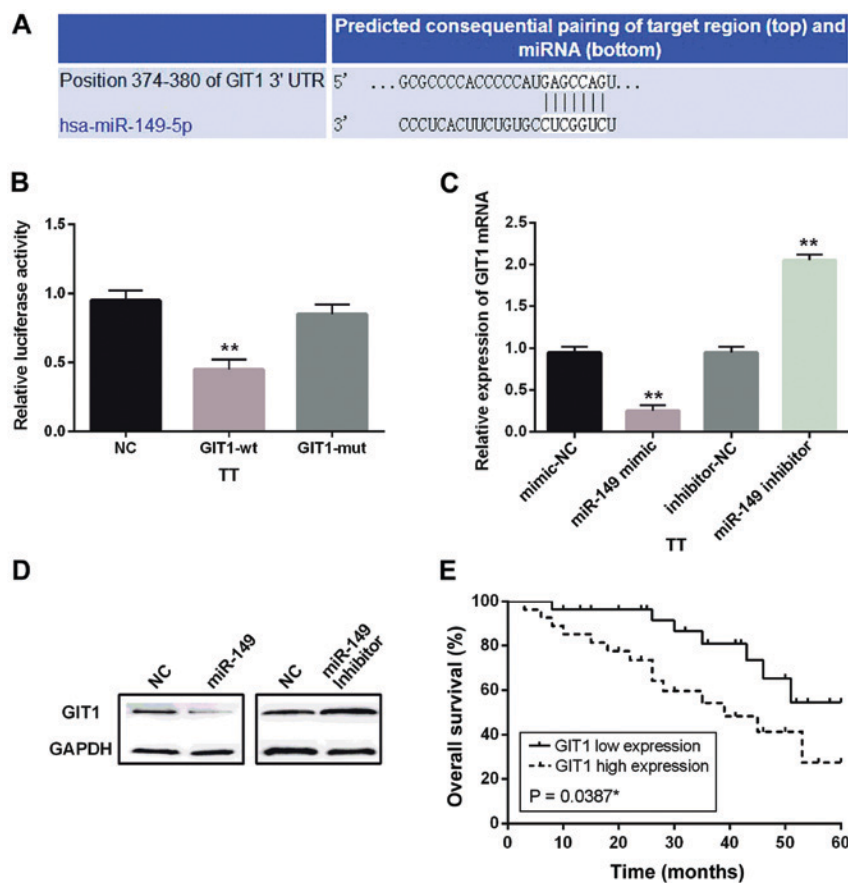 A
Predicted consequential pairing of target region (top) and
miRNA (bottom)
Position 374-380 of GIT1 3' UTR 5' ...GCGCCCCACCCCCAUGAGCCAGU...
hsa-miR-149-5p 3' CCCUCACUUCUGUGCCUCGGUCU
B
Relative luciferase activity
1.5
1.0
0.5
0.0
**
NC GIT1-wt GIT1-mut
TT
C
Relative expression of GIT1 mRNA
2.5
2.0
1.5
1.0
0.5
0.0
**
**
mimic-NC
miR-149 mimic
inhibitor-NC
miR-149 inhibitor
TT
D
NC
miR-149
NC
miR-149
Inhibitor
GIT1
GAPDH
E
Overall survival (%)
100
80
60
40
20
0
GIT1 low expression
GIT1 high expression
P = 0.0387*
0 10 20 30 40 50 60
Time (months)